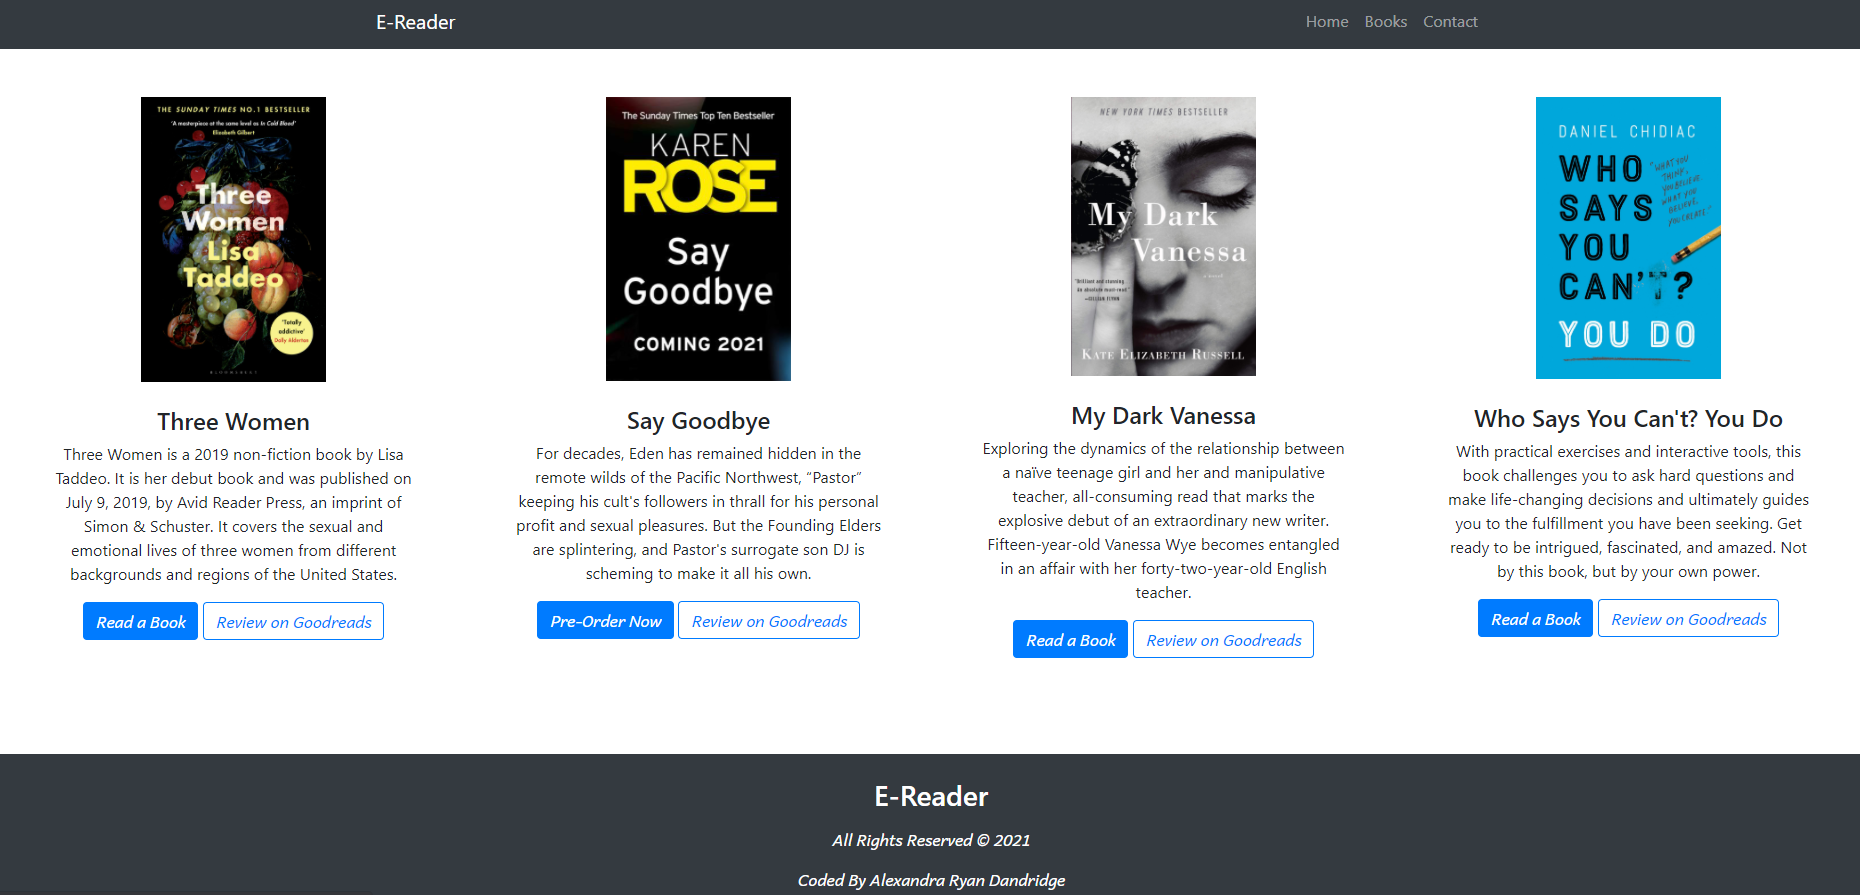 E-Reader
Home Books Contact
THE SUNDAY TIMES NO.1 BESTSELLER
'A masterpiece at the same level as In Cold Blood'
Elizabeth Gilbert
Three
Women
Lisa
Taddeo
'Totally
addictive'
Dolly Alderton
BLOOMSBURY
The Sunday Times Top Ten Bestseller
KAREN
ROSE
Say
Goodbye
COMING 2021
NEW YORK TIMES BESTSELLER
My Dark
Vanessa
a novel
"Brilliant and stunning.
An absolute must-read."
—GILLIAN FLYNN
KATE ELIZABETH RUSSELL
DANIEL CHIDIAC
WHO
SAYS
YOU
CAN'T?
YOU DO
"WHAT YOU
THINK,
YOU BELIEVE.
WHAT YOU
BELIEVE,
YOU CREATE."
Three Women
Three Women is a 2019 non-fiction book by Lisa
Taddeo. It is her debut book and was published on
July 9, 2019, by Avid Reader Press, an imprint of
Simon & Schuster. It covers the sexual and
emotional lives of three women from different
backgrounds and regions of the United States.
Read a Book Review on Goodreads
Say Goodbye
For decades, Eden has remained hidden in the
remote wilds of the Pacific Northwest, “Pastor”
keeping his cult's followers in thrall for his personal
profit and sexual pleasures. But the Founding Elders
are splintering, and Pastor's surrogate son DJ is
scheming to make it all his own.
Pre-Order Now Review on Goodreads
My Dark Vanessa
Exploring the dynamics of the relationship between
a naïve teenage girl and her and manipulative
teacher, all-consuming read that marks the
explosive debut of an extraordinary new writer.
Fifteen-year-old Vanessa Wye becomes entangled
in an affair with her forty-two-year-old English
teacher.
Read a Book Review on Goodreads
Who Says You Can't? You Do
With practical exercises and interactive tools, this
book challenges you to ask hard questions and
make life-changing decisions and ultimately guides
you to the fulfillment you have been seeking. Get
ready to be intrigued, fascinated, and amazed. Not
by this book, but by your own power.
Read a Book Review on Goodreads
E-Reader
All Rights Reserved © 2021
Coded By Alexandra Ryan Dandridge